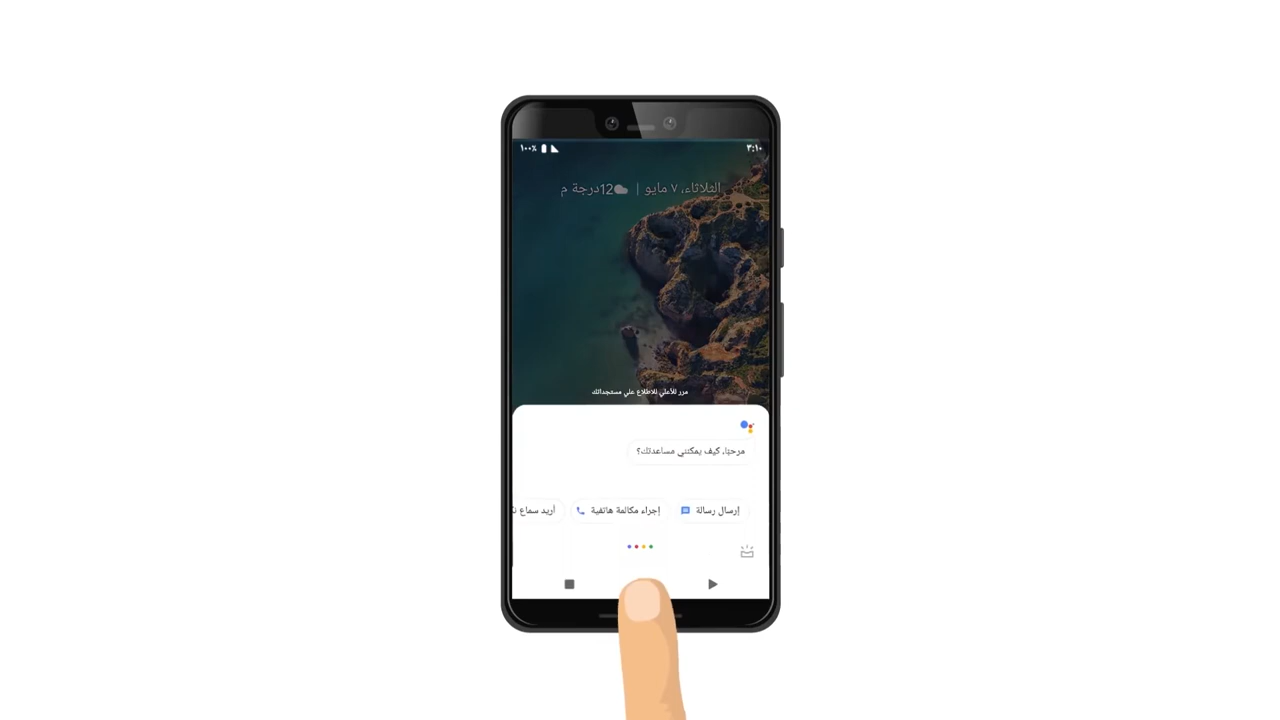 ٣:١٠ ١٠٠٪
الثلاثاء، ٧ مايو | 12درجة م
مرر للأعلى للاطلاع على مستجداتك
مرحبًا، كيف يمكنني مساعدتك؟
إرسال رسالة إجراء مكالمة هاتفية أريد سماع